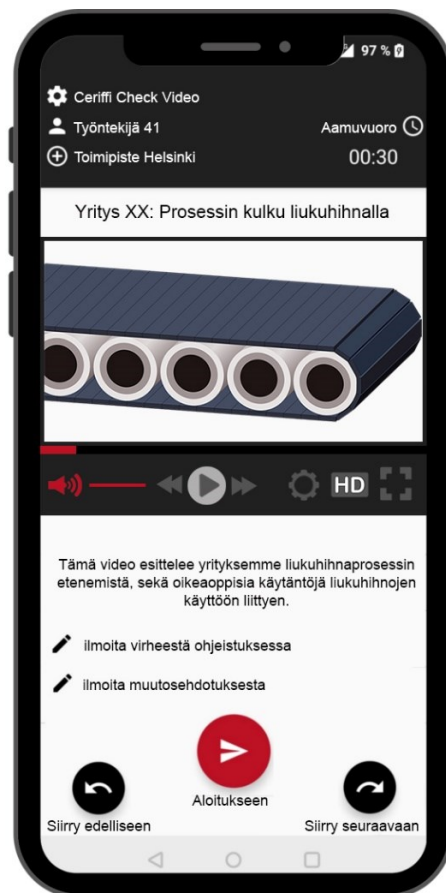 97 %
Ceriffi Check Video
Työntekijä 41
Aamuvuoro
Toimipiste Helsinki
00:30
Yritys XX: Prosessin kulku liukuhihnalla
HD
Tämä video esittelee yrityksemme liukuhihnaprosessin
etenemistä, sekä oikeaoppisia käytäntöjä liukuhihnojen
käyttöön liittyen.
ilmoita virheestä ohjeistuksessa
ilmoita muutosehdotuksesta
Aloitukseen
Siirry edelliseen
Siirry seuraavaan